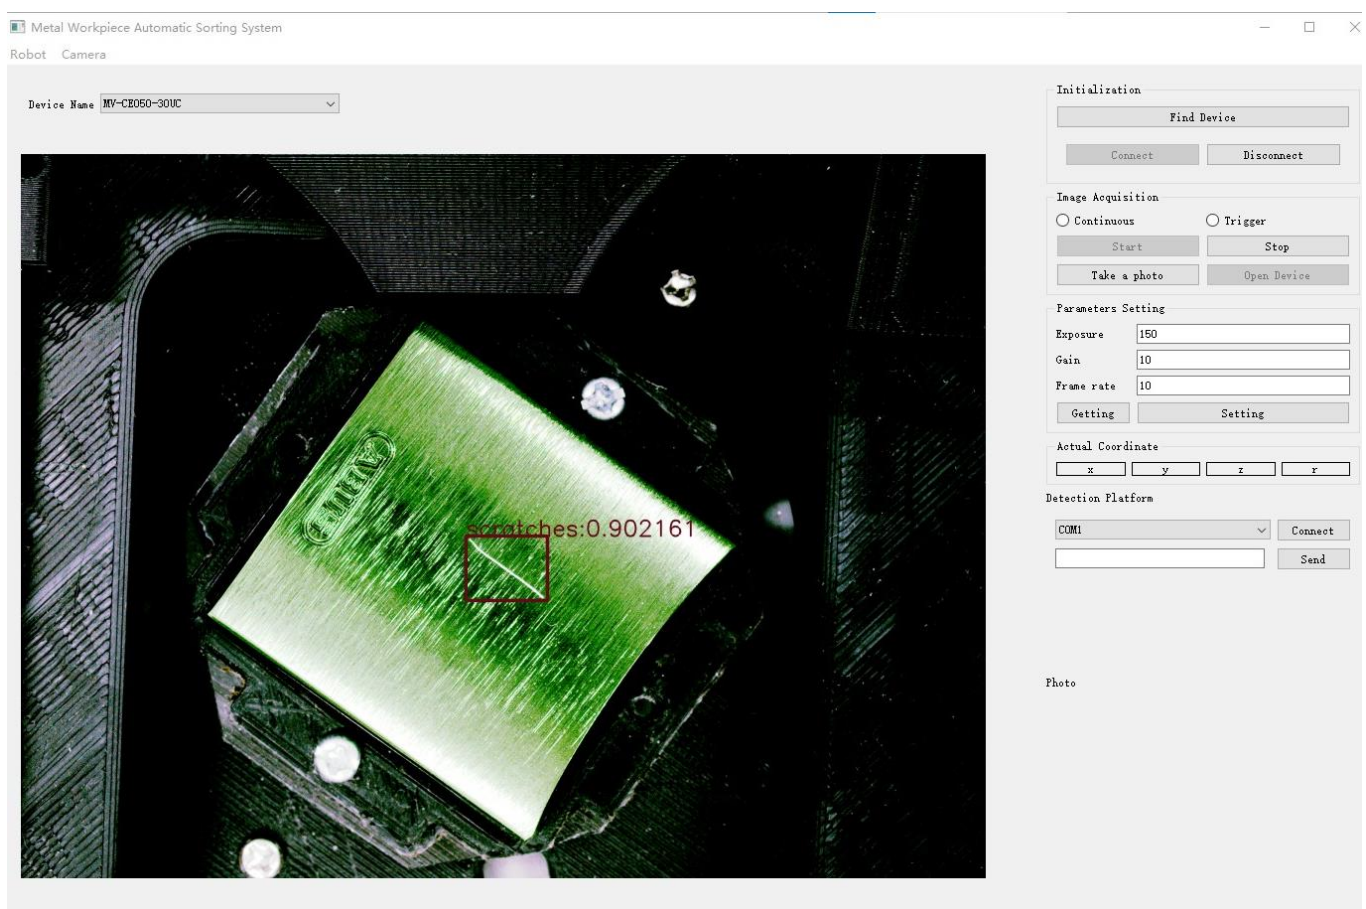 Metal Workpiece Automatic Sorting System
Robot Camera
Device Name MV-CE050-30UC
scratches:0.902161
Initialization
Find Device
Connect Disconnect
Image Acquisition
Continuous Trigger
Start Stop
Take a photo Open Device
Parameters Setting
Exposure 150
Gain 10
Frame rate 10
Getting Setting
Actual Coordinate
x y z r
Detection Platform
COM1 Connect
Send
Photo